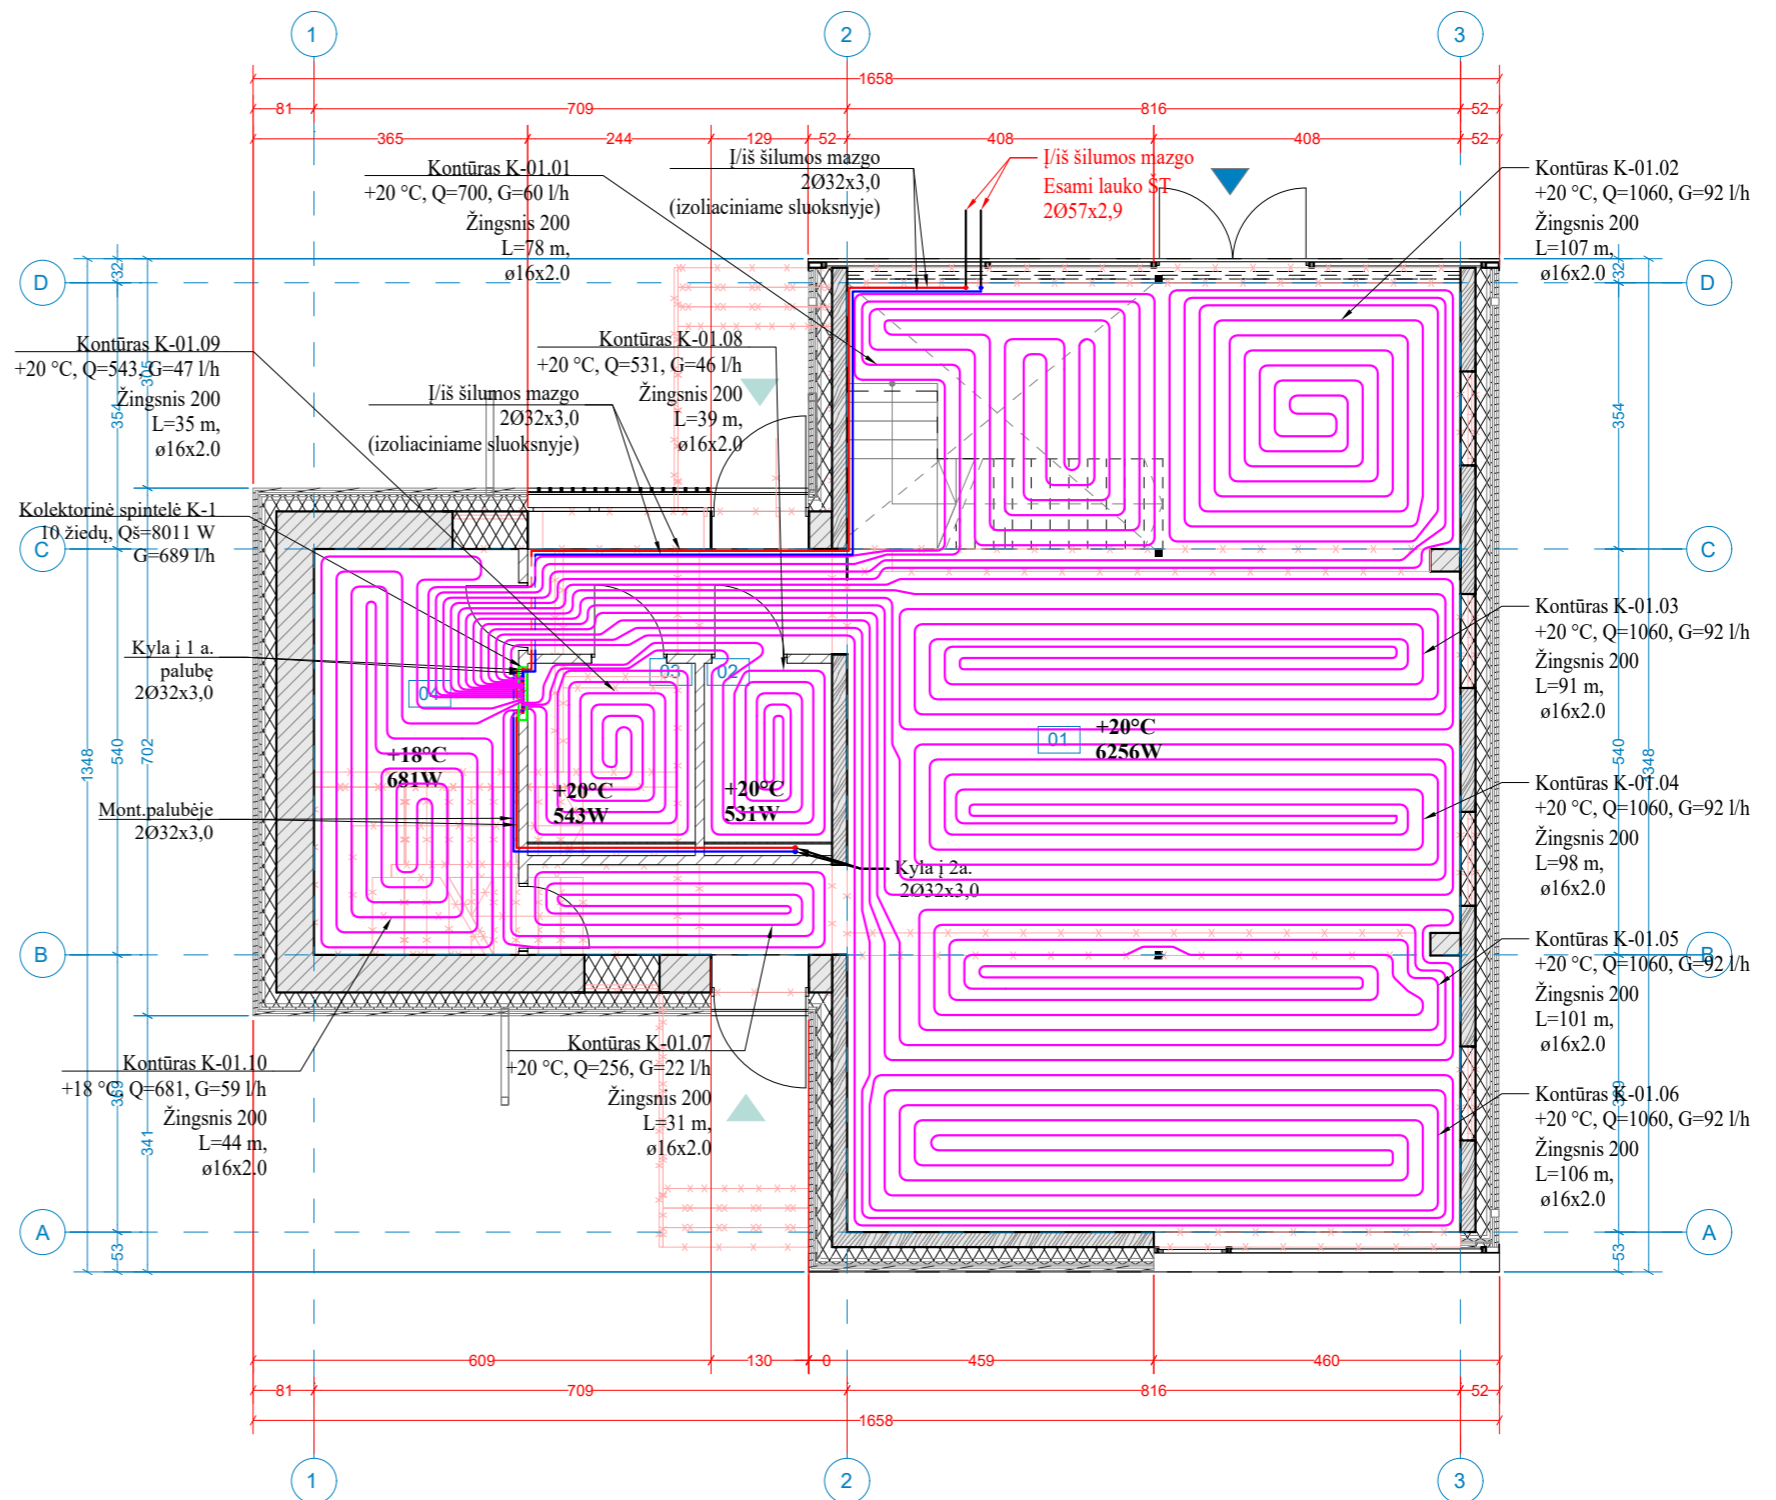 1
2
3
1658
81
709
816
52
365
244
129
52
408
408
52
Kontūras K-01.01
+20 °C, Q=700, G=60 l/h
Žingsnis 200
L=78 m,
ø16x2.0
Į/iš šilumos mazgo
2Ø32x3,0
(izoliaciniame sluoksnyje)
Į/iš šilumos mazgo
Esami lauko ŠT
2Ø57x2,9
Kontūras K-01.02
+20 °C, Q=1060, G=92 l/h
Žingsnis 200
L=107 m,
ø16x2.0
D
32
32
D
Kontūras K-01.09
+20 °C, Q=543, G=47 l/h
Žingsnis 200
L=35 m,
ø16x2.0
354
Kontūras K-01.08
+20 °C, Q=531, G=46 l/h
Žingsnis 200
L=39 m,
ø16x2.0
Į/iš šilumos mazgo
2Ø32x3,0
(izoliaciniame sluoksnyje)
354
Kolektorinė spintelė K-1
10 žiedų, Qš=8011 W
G=689 l/h
C
C
Kontūras K-01.03
+20 °C, Q=1060, G=92 l/h
Žingsnis 200
L=91 m,
ø16x2.0
Kyla į 1 a.
palubę
2Ø32x3,0
04
03
02
01
+20°C
6256W
+18°C
681W
+20°C
543W
+20°C
531W
1348
540
702
540
1348
Kontūras K-01.04
+20 °C, Q=1060, G=92 l/h
Žingsnis 200
L=98 m,
ø16x2.0
Mont.palubėje
2Ø32x3,0
Kyla į 2a.
2Ø32x3,0
B
B
Kontūras K-01.05
+20 °C, Q=1060, G=92 l/h
Žingsnis 200
L=101 m,
ø16x2.0
Kontūras K-01.10
+18 °C, Q=681, G=59 l/h
Žingsnis 200
L=44 m,
ø16x2.0
369
341
Kontūras K-01.07
+20 °C, Q=256, G=22 l/h
Žingsnis 200
L=31 m,
ø16x2.0
Kontūras K-01.06
+20 °C, Q=1060, G=92 l/h
Žingsnis 200
L=106 m,
ø16x2.0
A
53
53
A
609
130
0
459
460
81
709
816
52
1658
1
2
3